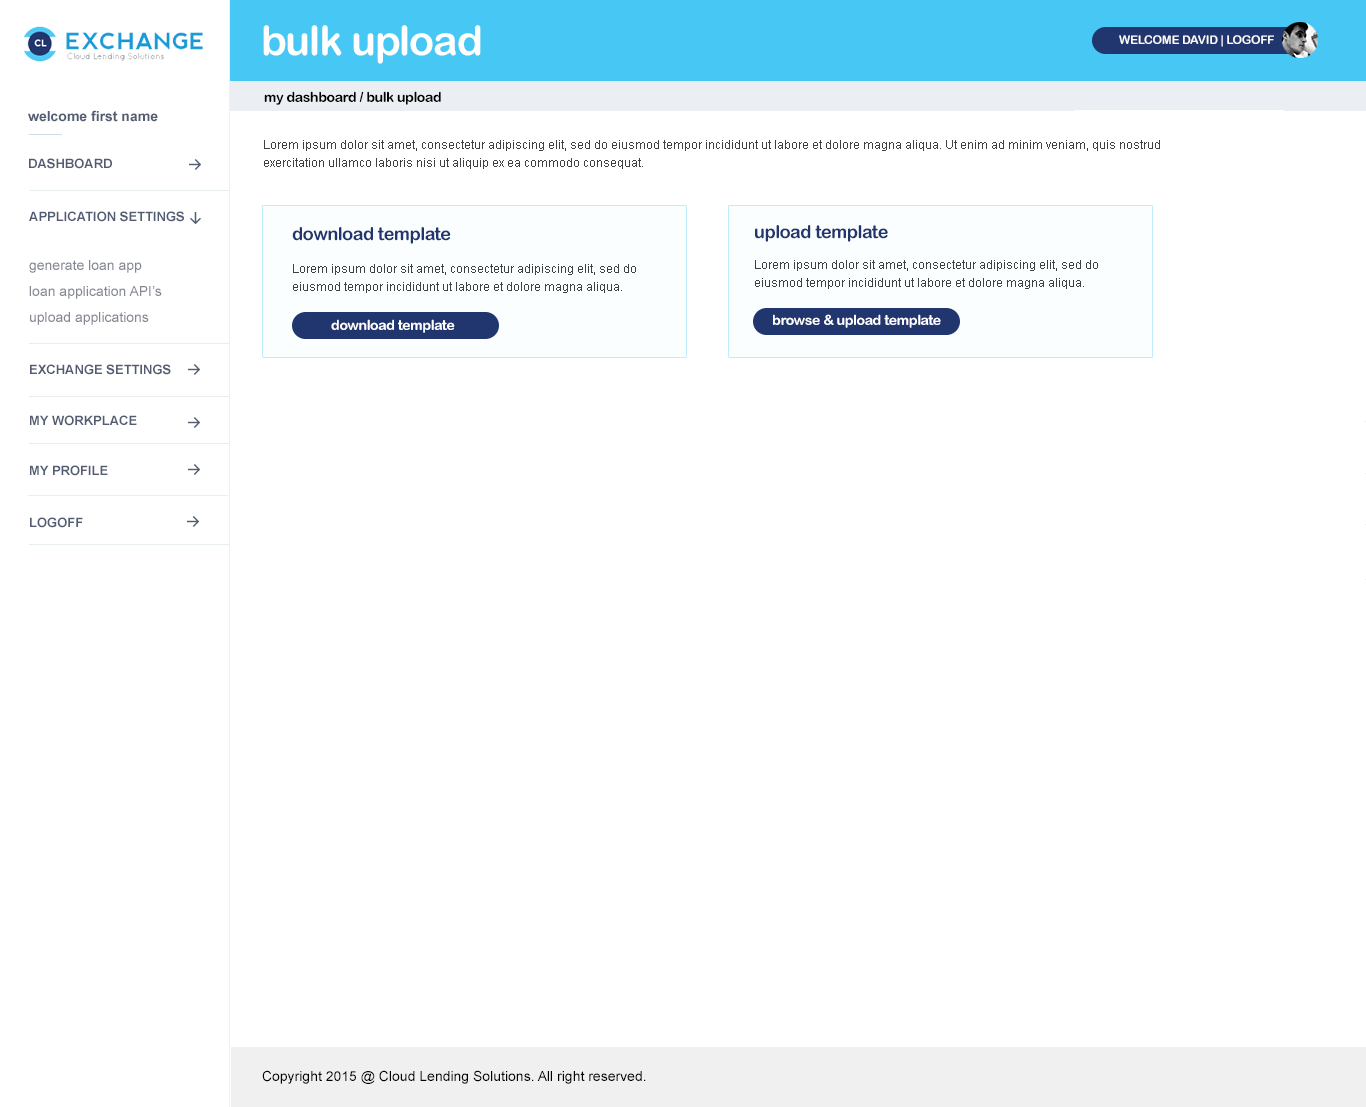 CL EXCHANGE
Cloud Lending Solutions
welcome first name
DASHBOARD
APPLICATION SETTINGS
generate loan app
loan application API's
upload applications
EXCHANGE SETTINGS
MY WORKPLACE
MY PROFILE
LOGOFF
bulk upload
WELCOME DAVID | LOGOFF
my dashboard / bulk upload
Lorem ipsum dolor sit amet, consectetur adipiscing elit, sed do eiusmod tempor incididunt ut labore et dolore magna aliqua. Ut enim ad minim veniam, quis nostrud
exercitation ullamco laboris nisi ut aliquip ex ea commodo consequat.
download template
Lorem ipsum dolor sit amet, consectetur adipiscing elit, sed do
eiusmod tempor incididunt ut labore et dolore magna aliqua.
download template
upload template
Lorem ipsum dolor sit amet, consectetur adipiscing elit, sed do
eiusmod tempor incididunt ut labore et dolore magna aliqua.
browse & upload template
Copyright 2015 @ Cloud Lending Solutions. All right reserved.